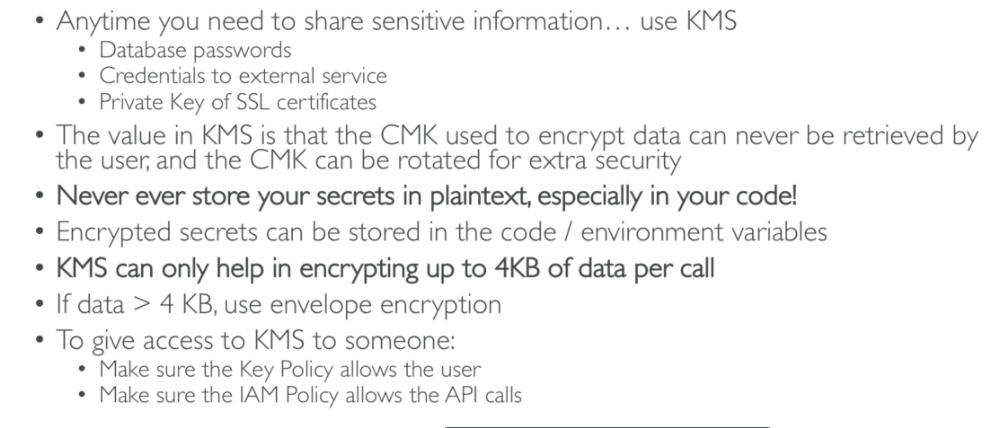 • Anytime you need to share sensitive information… use KMS
• Database passwords
• Credentials to external service
• Private Key of SSL certificates
• The value in KMS is that the CMK used to encrypt data can never be retrieved by
the user, and the CMK can be rotated for extra security
• Never ever store your secrets in plaintext, especially in your code!
• Encrypted secrets can be stored in the code / environment variables
• KMS can only help in encrypting up to 4KB of data per call
• If data > 4 KB, use envelope encryption
• To give access to KMS to someone:
• Make sure the Key Policy allows the user
• Make sure the IAM Policy allows the API calls